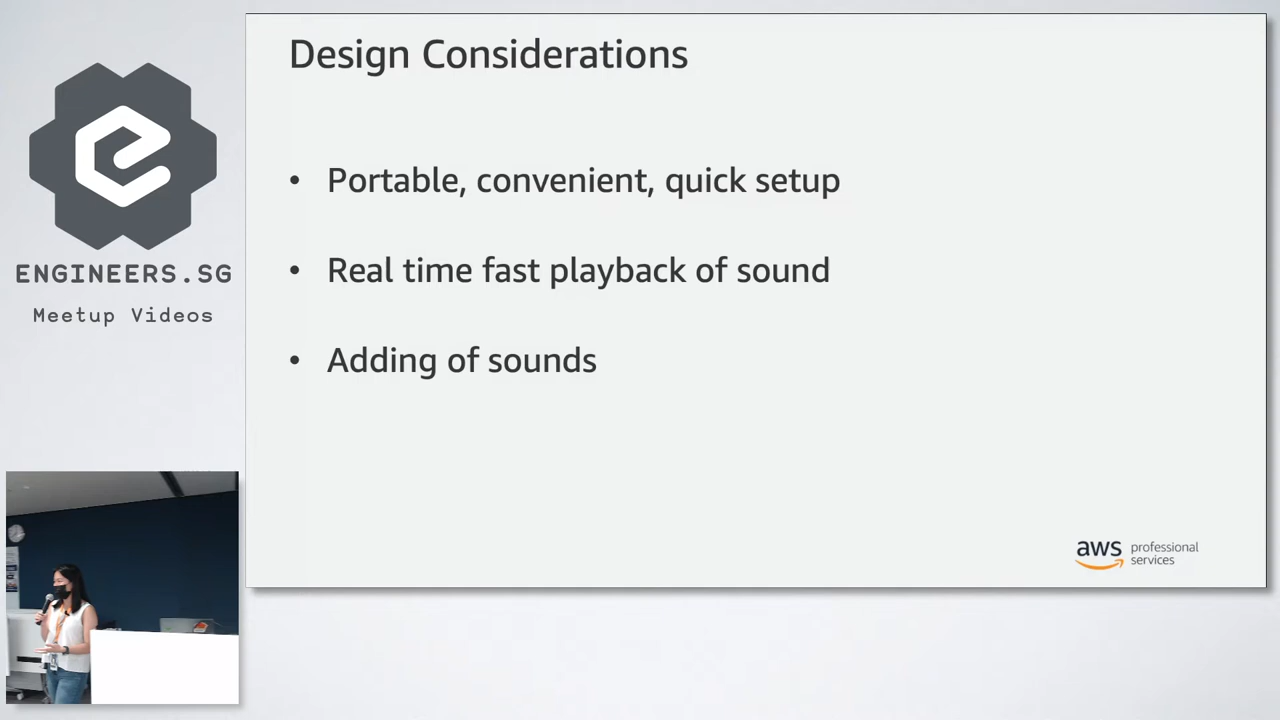 Design Considerations
• Portable, convenient, quick setup
• Real time fast playback of sound
• Adding of sounds
ENGINEERS.SG
Meetup Videos
aws professional
services